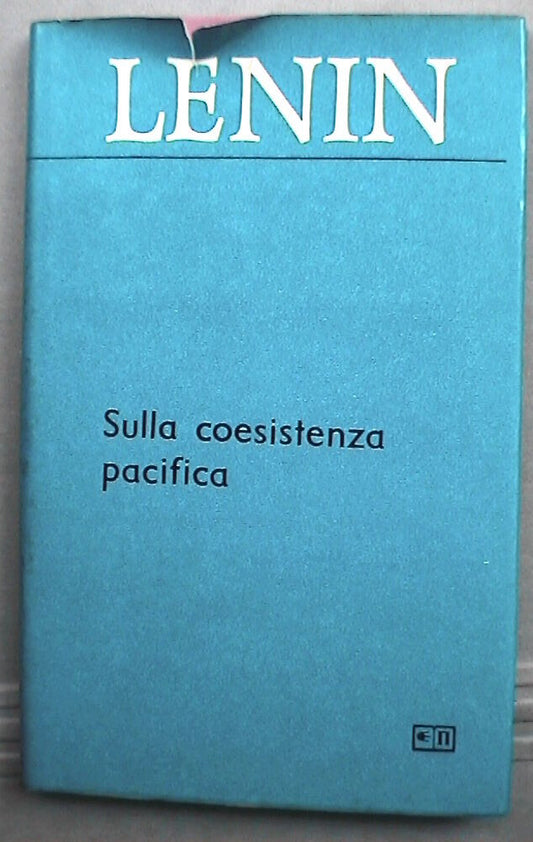 LENIN
Sulla coesistenza
pacifica